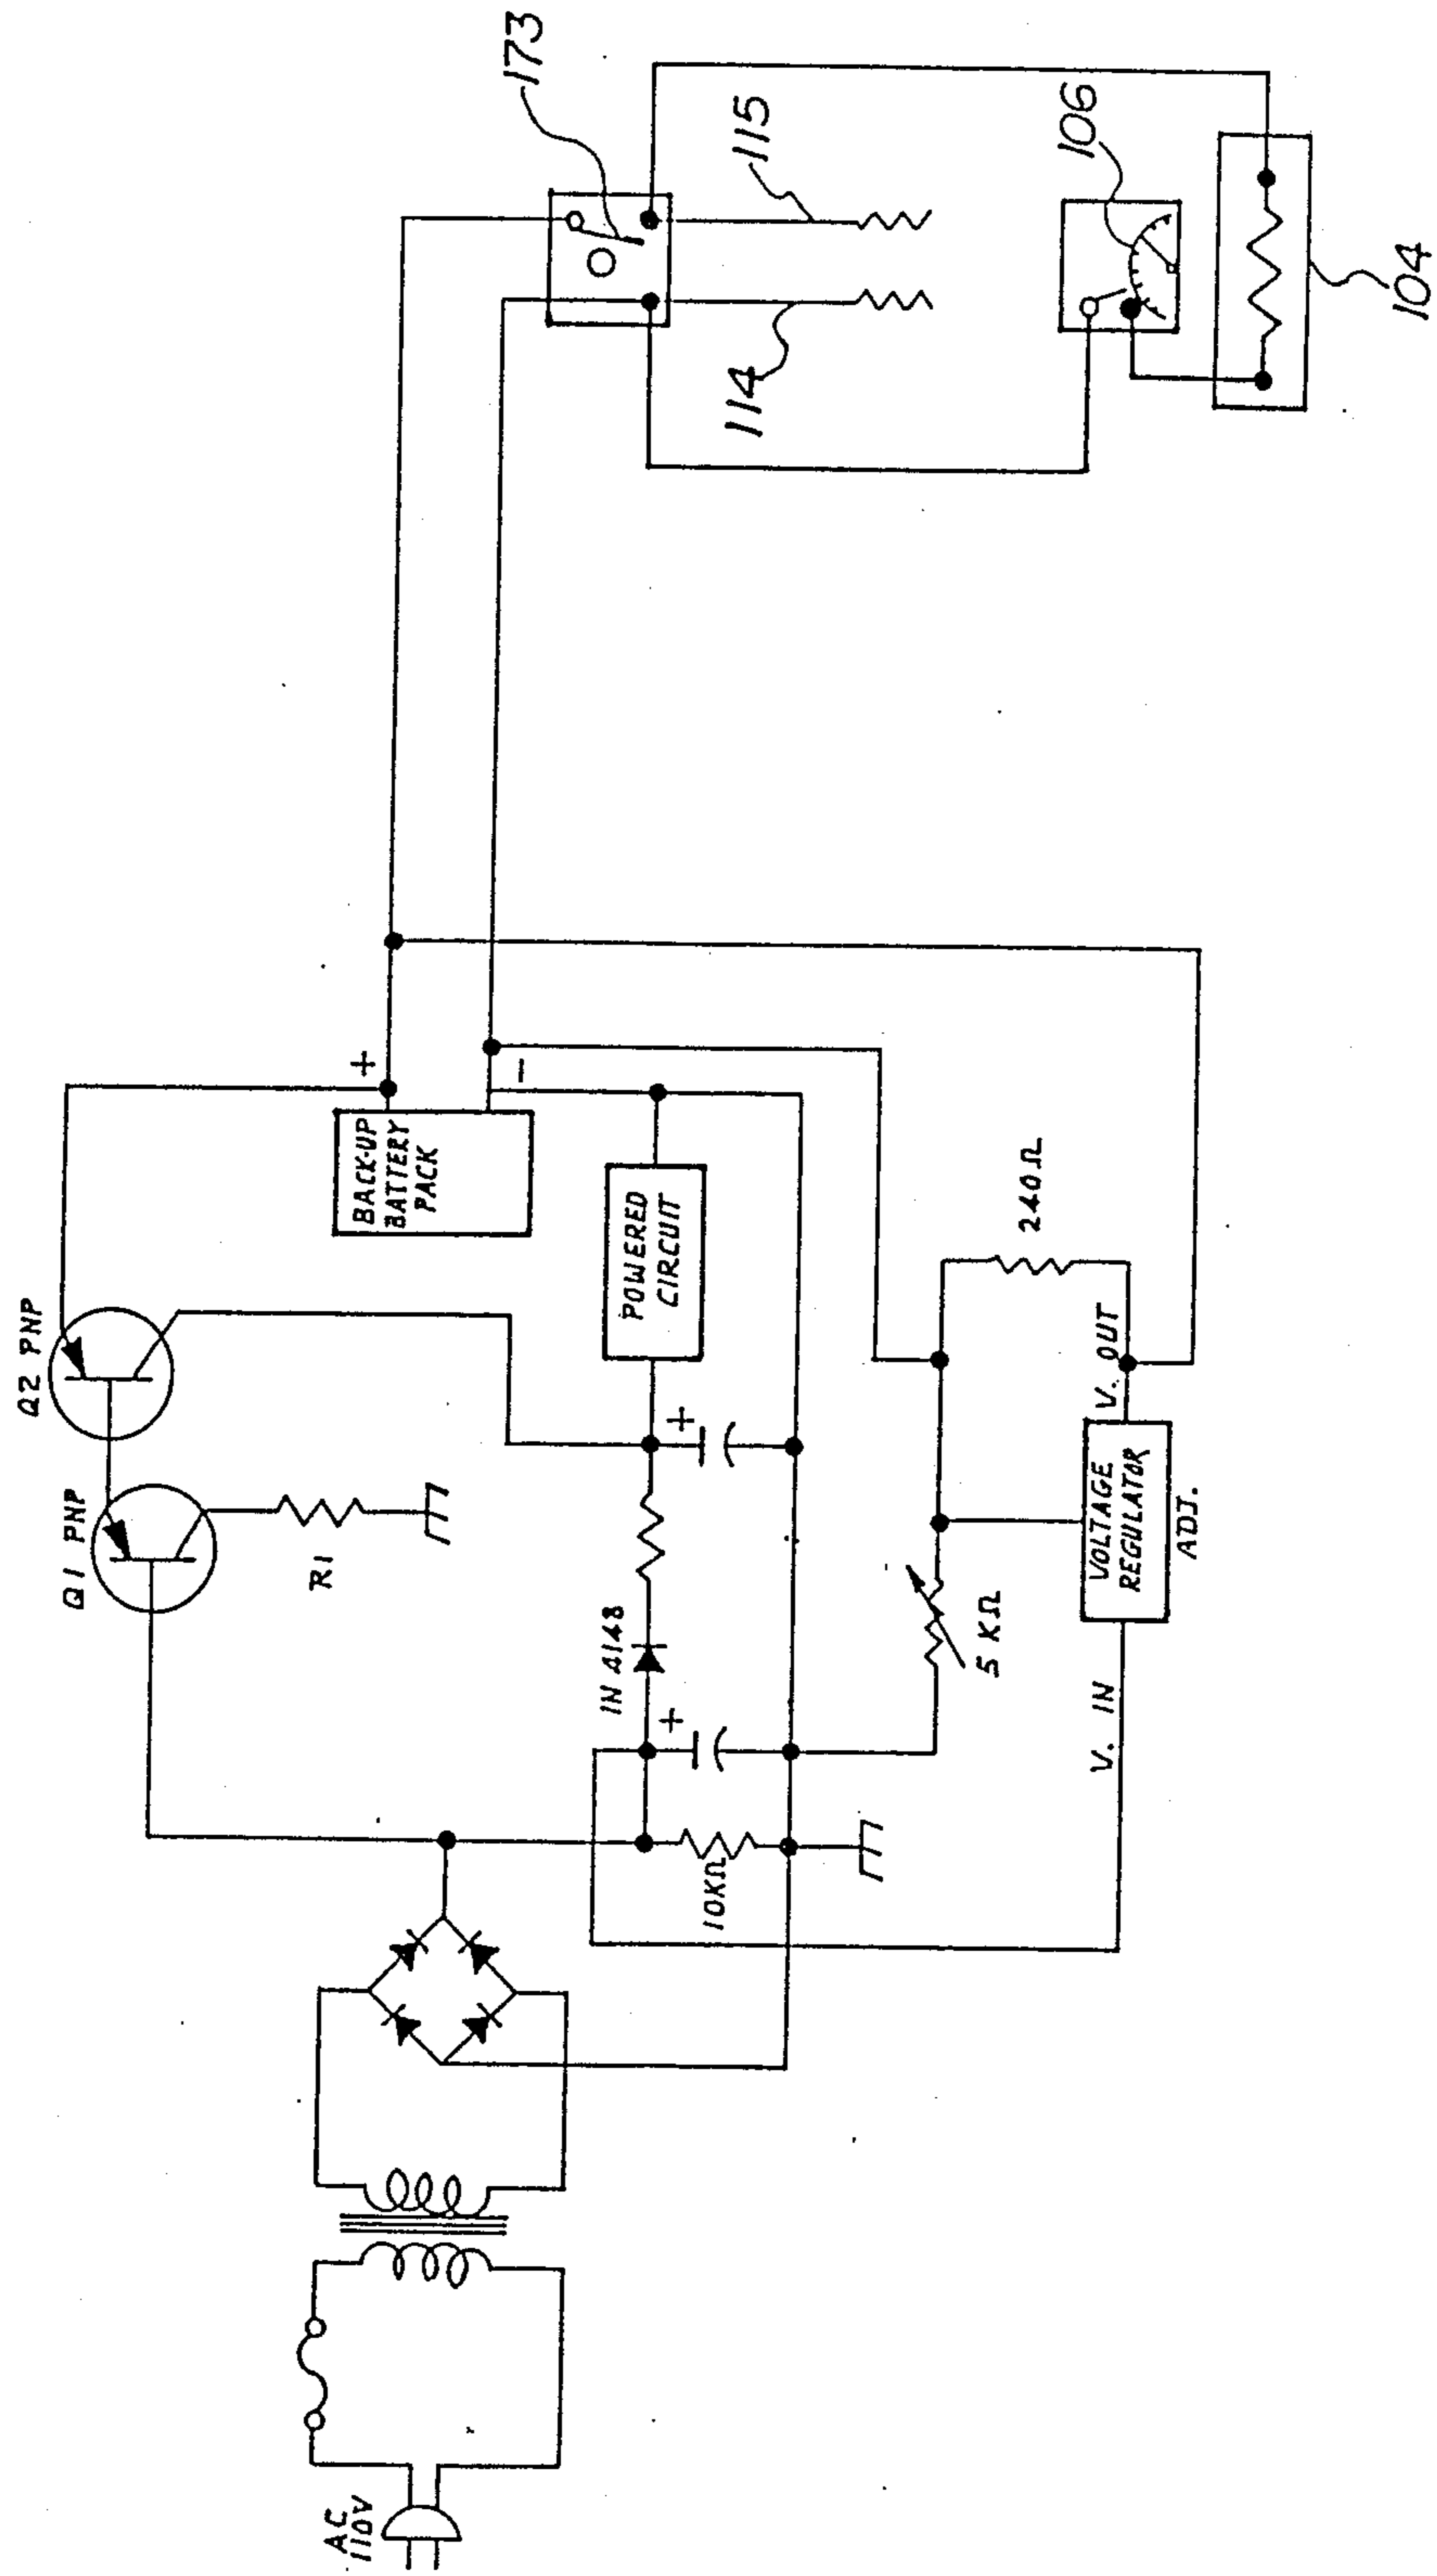 AC
110V
Q1 PNP
Q2 PNP
R1
BACK-UP
BATTERY
PACK
+
−
IN 4148
+
+
POWERED
CIRCUIT
10KΩ
5 KΩ
240Ω
V. IN
VOLTAGE
REGULATOR
V. OUT
ADJ.
173
115
114
106
104